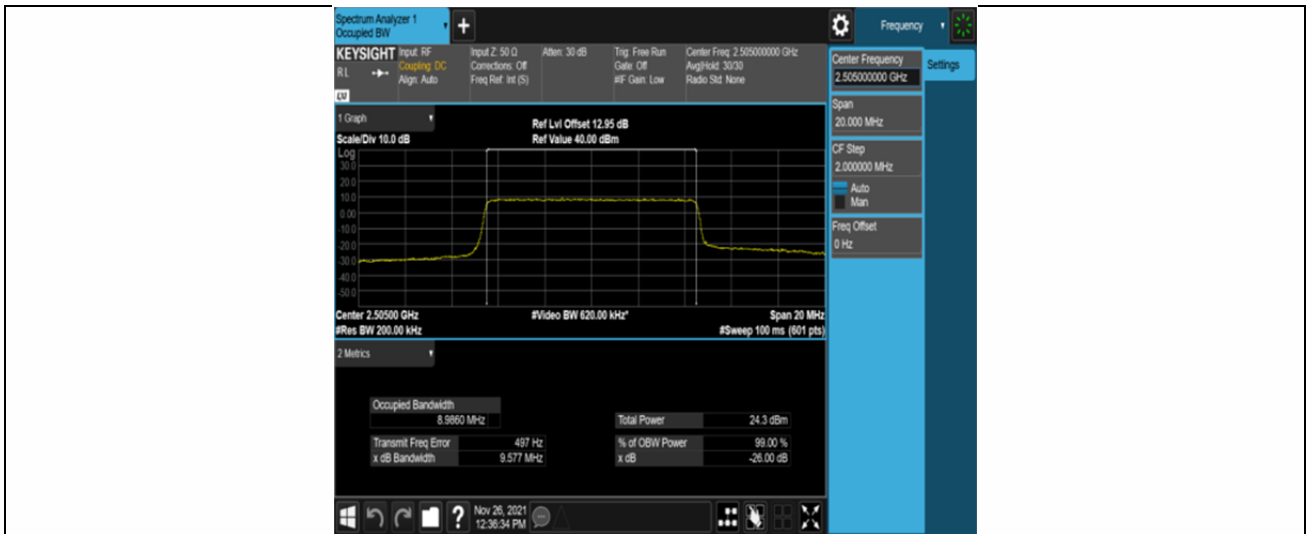 Spectrum Analyzer 1
Occupied BW
Frequency
KEYSIGHT
R L
Input: RF
Coupling: DC
Align: Auto
Input Z: 50 Ω
Corrections: Off
Freq Ref: Int (S)
Atten: 30 dB
Trig: Free Run
Gate: Off
#IF Gain: Low
Center Freq: 2.505000000 GHz
Avg|Hold: 30/30
Radio Std: None
Center Frequency
2.505000000 GHz
Settings
Span
20.000 MHz
CF Step
2.000000 MHz
Auto
Man
Freq Offset
0 Hz
1 Graph
Scale/Div 10.0 dB
Ref Lvl Offset 12.95 dB
Ref Value 40.00 dBm
Log
30.0
20.0
10.0
0.00
-10.0
-20.0
-30.0
-40.0
-50.0
Center 2.50500 GHz
#Video BW 620.00 kHz*
Span 20 MHz
#Res BW 200.00 kHz
#Sweep 100 ms (601 pts)
2 Metrics
Occupied Bandwidth
8.9860 MHz
Total Power 24.3 dBm
Transmit Freq Error 497 Hz
% of OBW Power 99.00 %
x dB Bandwidth 9.577 MHz
x dB -26.00 dB
?
Nov 26, 2021
12:36:34 PM